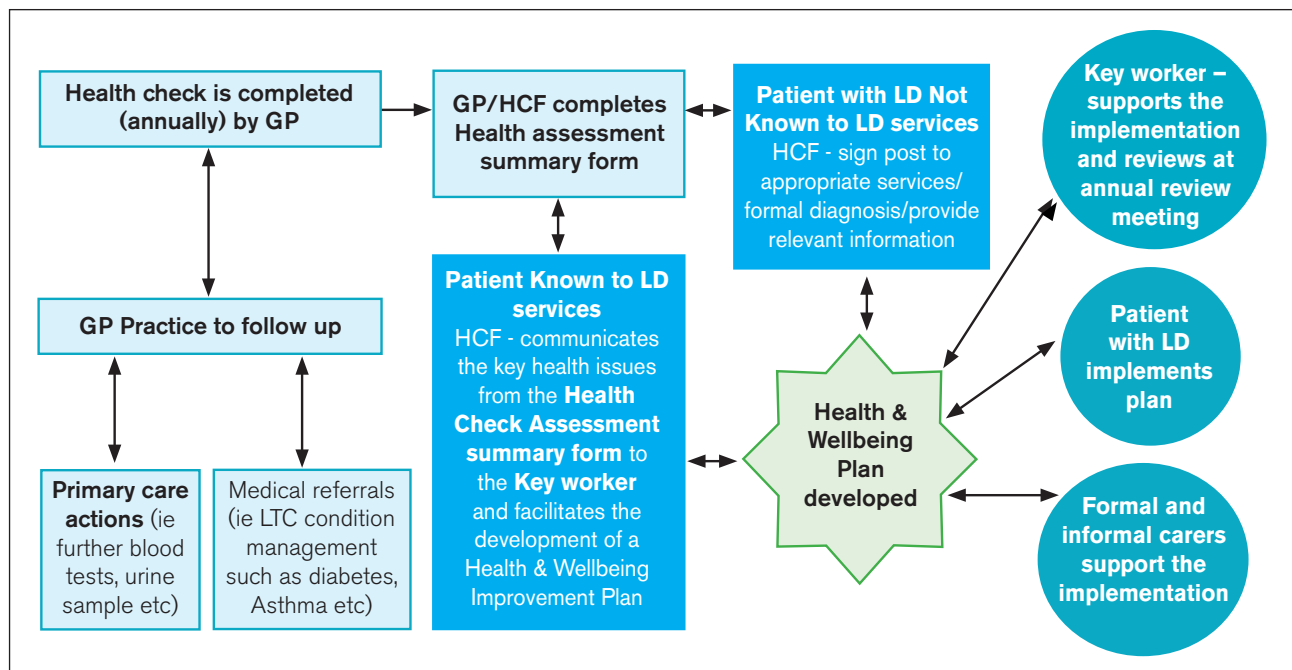 Health check is completed
(annually) by GP
GP/HCF completes
Health assessment
summary form
Patient with LD Not
Known to LD services
HCF - sign post to
appropriate services/
formal diagnosis/provide
relevant information
Key worker –
supports the
implementation
and reviews at
annual review
meeting
GP Practice to follow up
Patient Known to LD
services
HCF - communicates
the key health issues
from the Health
Check Assessment
summary form to
the Key worker
and facilitates the
development of a
Health & Wellbeing
Improvement Plan
Health &
Wellbeing
Plan
developed
Patient
with LD
implements
plan
Primary care
actions (ie
further blood
tests, urine
sample etc)
Medical referrals
(ie LTC condition
management
such as diabetes,
Asthma etc)
Formal and
informal carers
support the
implementation